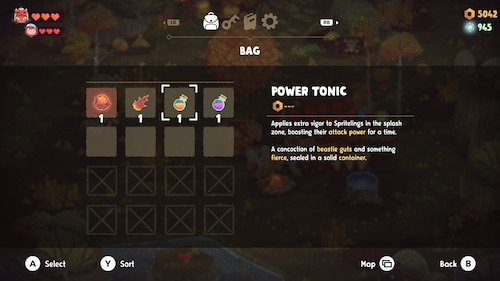 5042
945
LB
RB
BAG
POWER TONIC
---
Applies extra vigor to Spritelings in the splash
zone, boosting their attack power for a time.
A concoction of beastie guts and something
fierce, sealed in a solid container.
1 1 1 1
A Select
Y Sort
Map
Back B